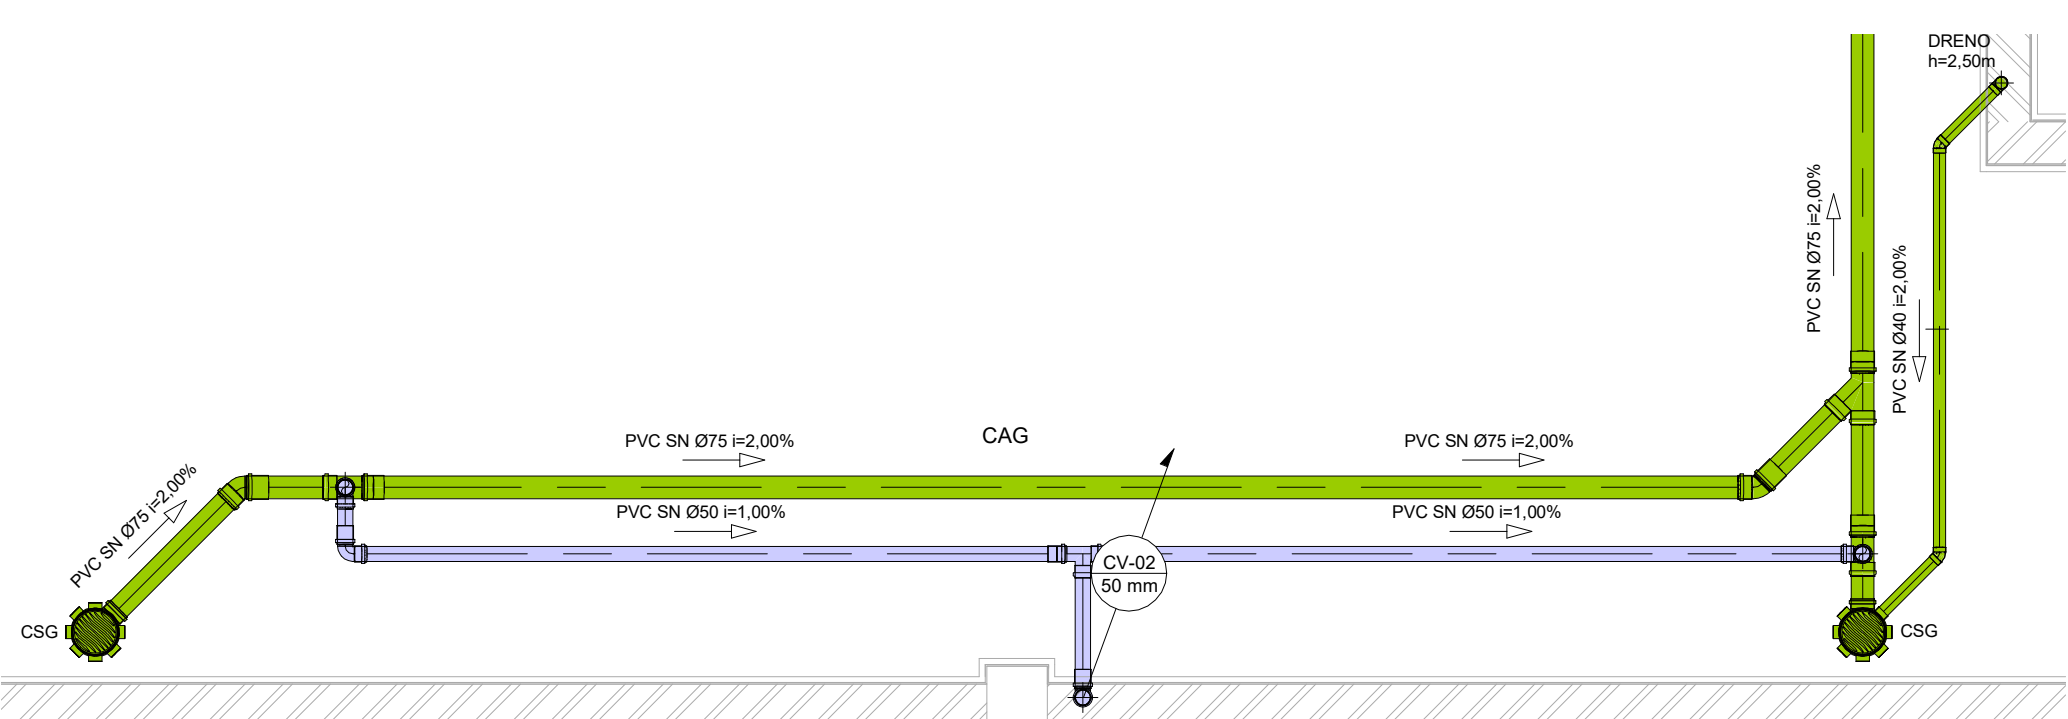 DRENO
h=2,50m
PVC SN Ø75 i=2,00%
PVC SN Ø40 i=2,00%
CAG
PVC SN Ø75 i=2,00%
PVC SN Ø75 i=2,00%
PVC SN Ø75 i=2,00%
PVC SN Ø50 i=1,00%
PVC SN Ø50 i=1,00%
CV-02
50 mm
CSG
CSG